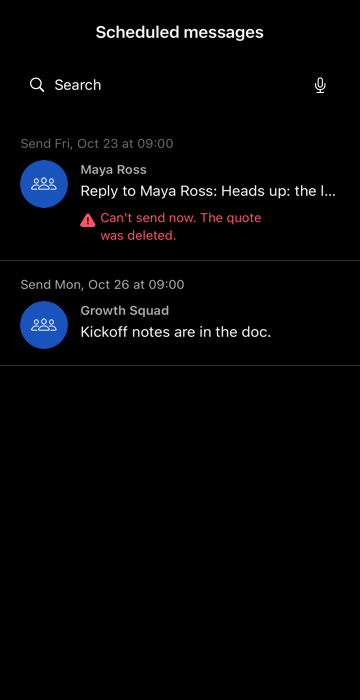 Scheduled messages
Search
Send Fri, Oct 23 at 09:00
Maya Ross
Reply to Maya Ross: Heads up: the l...
Can't send now. The quote
was deleted.
Send Mon, Oct 26 at 09:00
Growth Squad
Kickoff notes are in the doc.